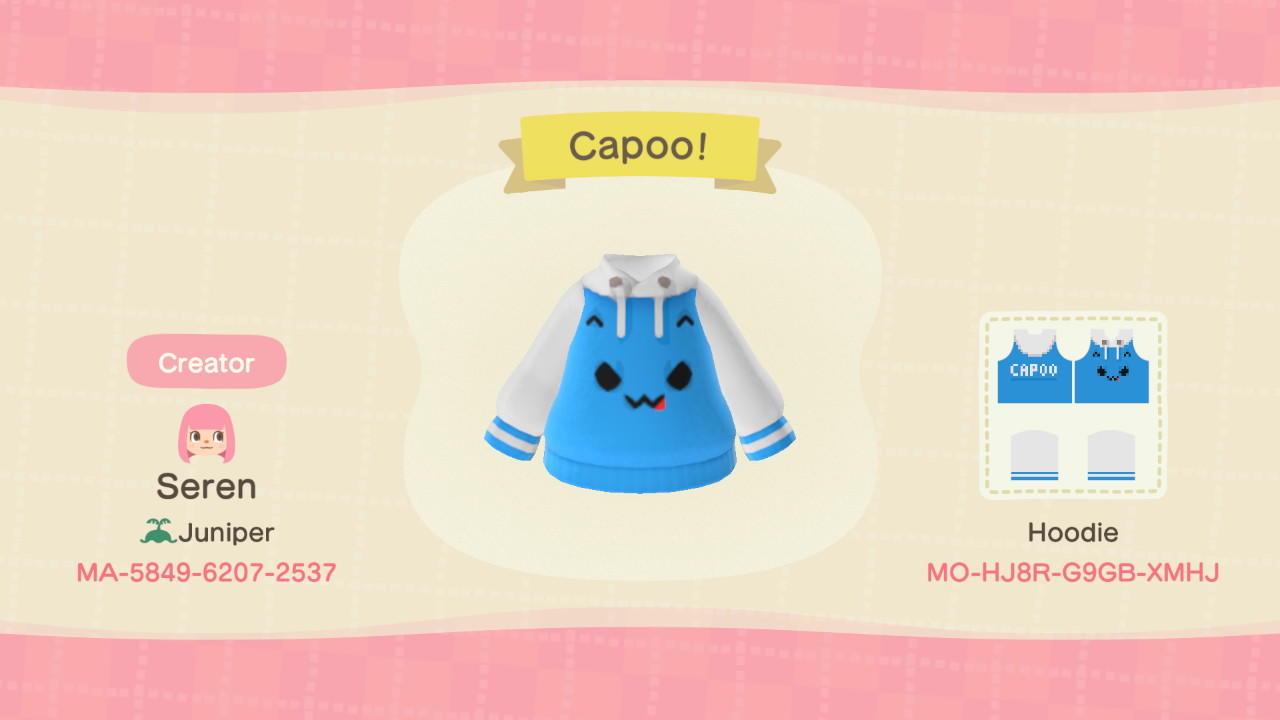 Capoo!
Creator
Seren
Juniper
MA-5849-6207-2537
CAPOO
Hoodie
MO-HJ8R-G9GB-XMHJ